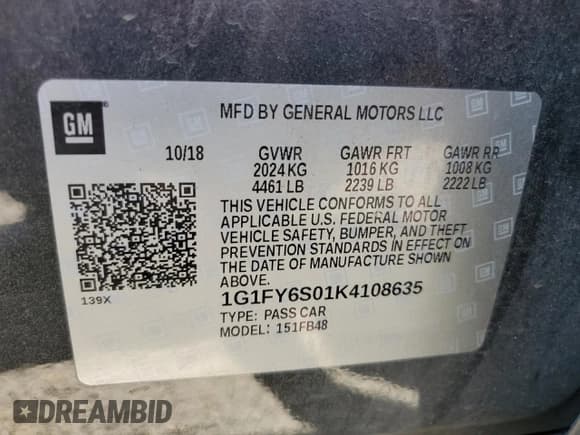 GM
MFD BY GENERAL MOTORS LLC
10/18 GVWR GAWR FRT GAWR RR
2024 KG 1016 KG 1008 KG
4461 LB 2239 LB 2222 LB
THIS VEHICLE CONFORMS TO ALL
APPLICABLE U.S. FEDERAL MOTOR
VEHICLE SAFETY, BUMPER, AND THEFT
PREVENTION STANDARDS IN EFFECT ON
THE DATE OF MANUFACTURE SHOWN
ABOVE.
139X
1G1FY6S01K4108635
TYPE: PASS CAR
MODEL: 151FB48
DREAMBID